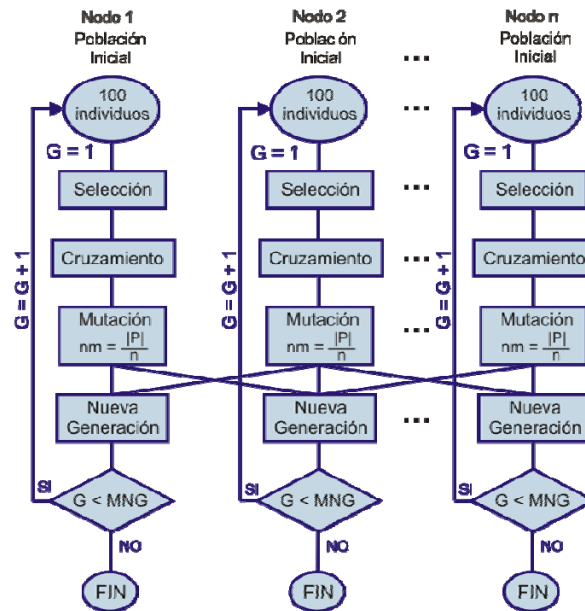 Nodo 1
Población
Inicial
100
individuos
G = 1
Selección
Cruzamiento
Mutación
nm = |P|
n
Nueva
Generación
G = G + 1
SI
G < MNG
NO
FIN
Nodo 2
Población
Inicial
100
individuos
G = 1
Selección
Cruzamiento
Mutación
nm = |P|
n
Nueva
Generación
G = G + 1
SI
G < MNG
NO
FIN
...
...
...
...
...
...
Nodo n
Población
Inicial
100
individuos
G = 1
Selección
Cruzamiento
Mutación
nm = |P|
n
Nueva
Generación
G = G + 1
SI
G < MNG
NO
FIN